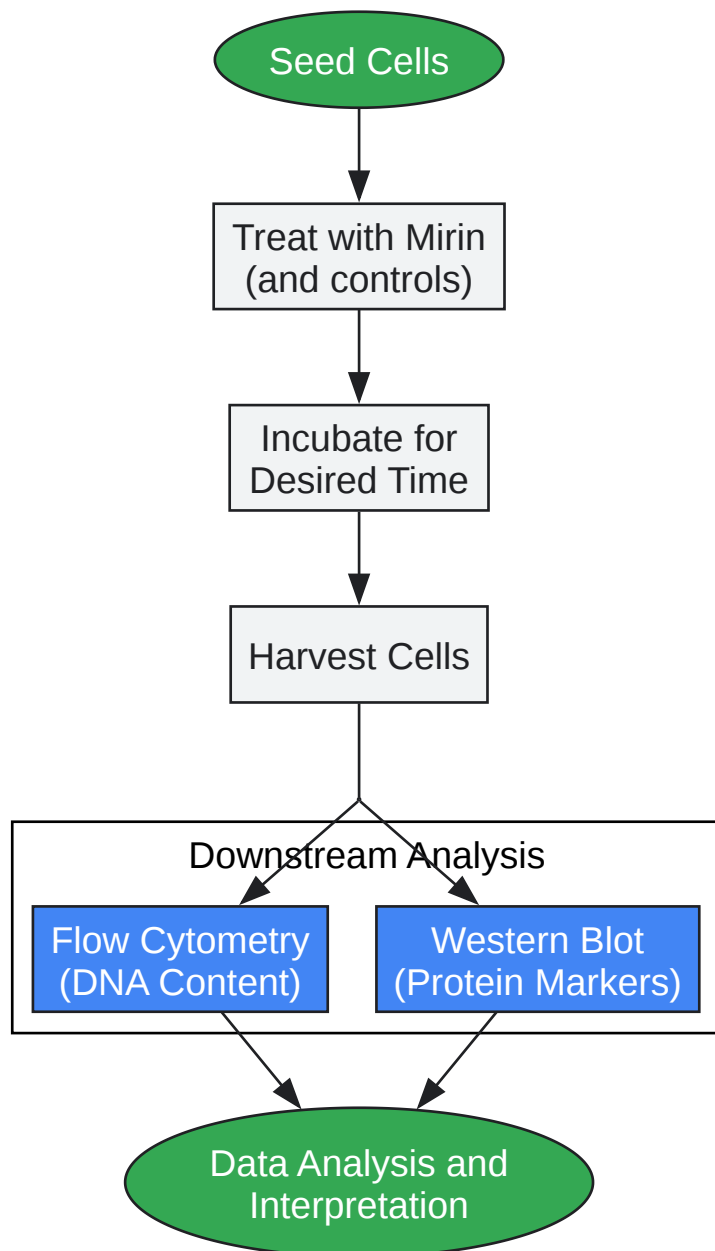 Seed Cells
Treat with Mirin
(and controls)
Incubate for
Desired Time
Harvest Cells
Downstream Analysis
Flow Cytometry
(DNA Content)
Western Blot
(Protein Markers)
Data Analysis and
Interpretation